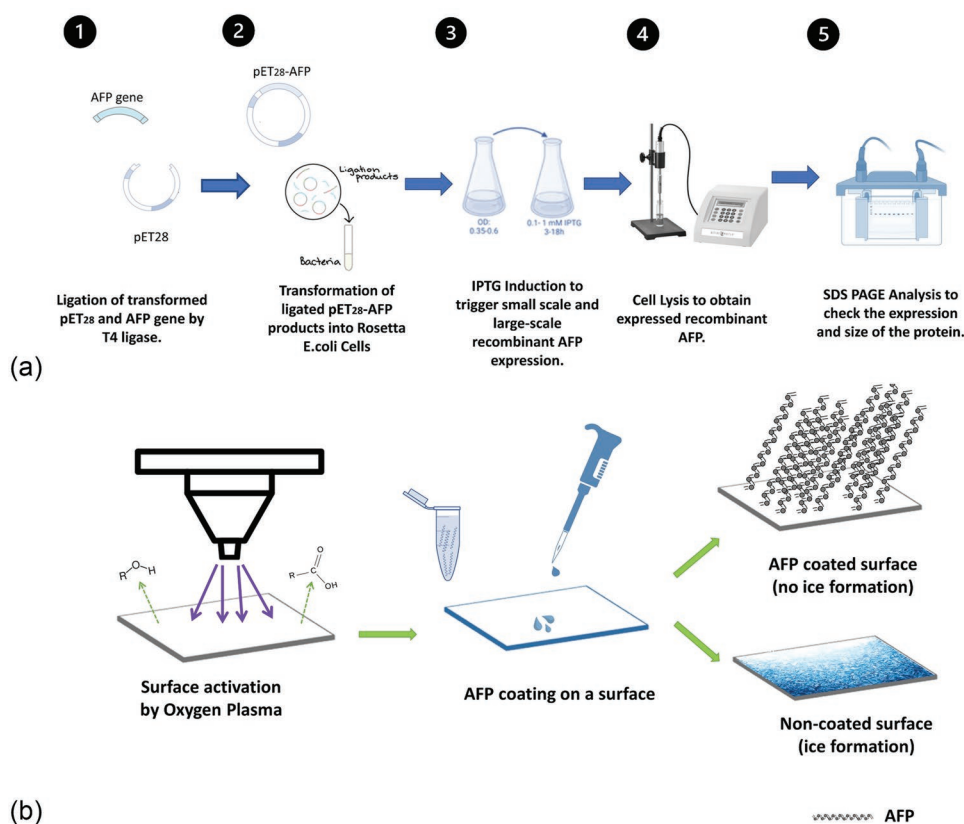 1
2
3
4
5
AFP gene
pET28
pET28-AFP
Ligation
products
Bacteria
OD:
0.35-0.6
0.1- 1 mM IPTG
3-18h
Ligation of transformed
pET28 and AFP gene by
T4 ligase.
Transformation of
ligated pET28-AFP
products into Rosetta
E.coli Cells
IPTG Induction to
trigger small scale and
large-scale
recombinant AFP
expression.
Cell Lysis to obtain
expressed recombinant
AFP.
SDS PAGE Analysis to
check the expression
and size of the protein.
(a)
R O H
O
R C
OH
Surface activation
by Oxygen Plasma
AFP coating on a surface
AFP coated surface
(no ice formation)
Non-coated surface
(ice formation)
(b)
AFP